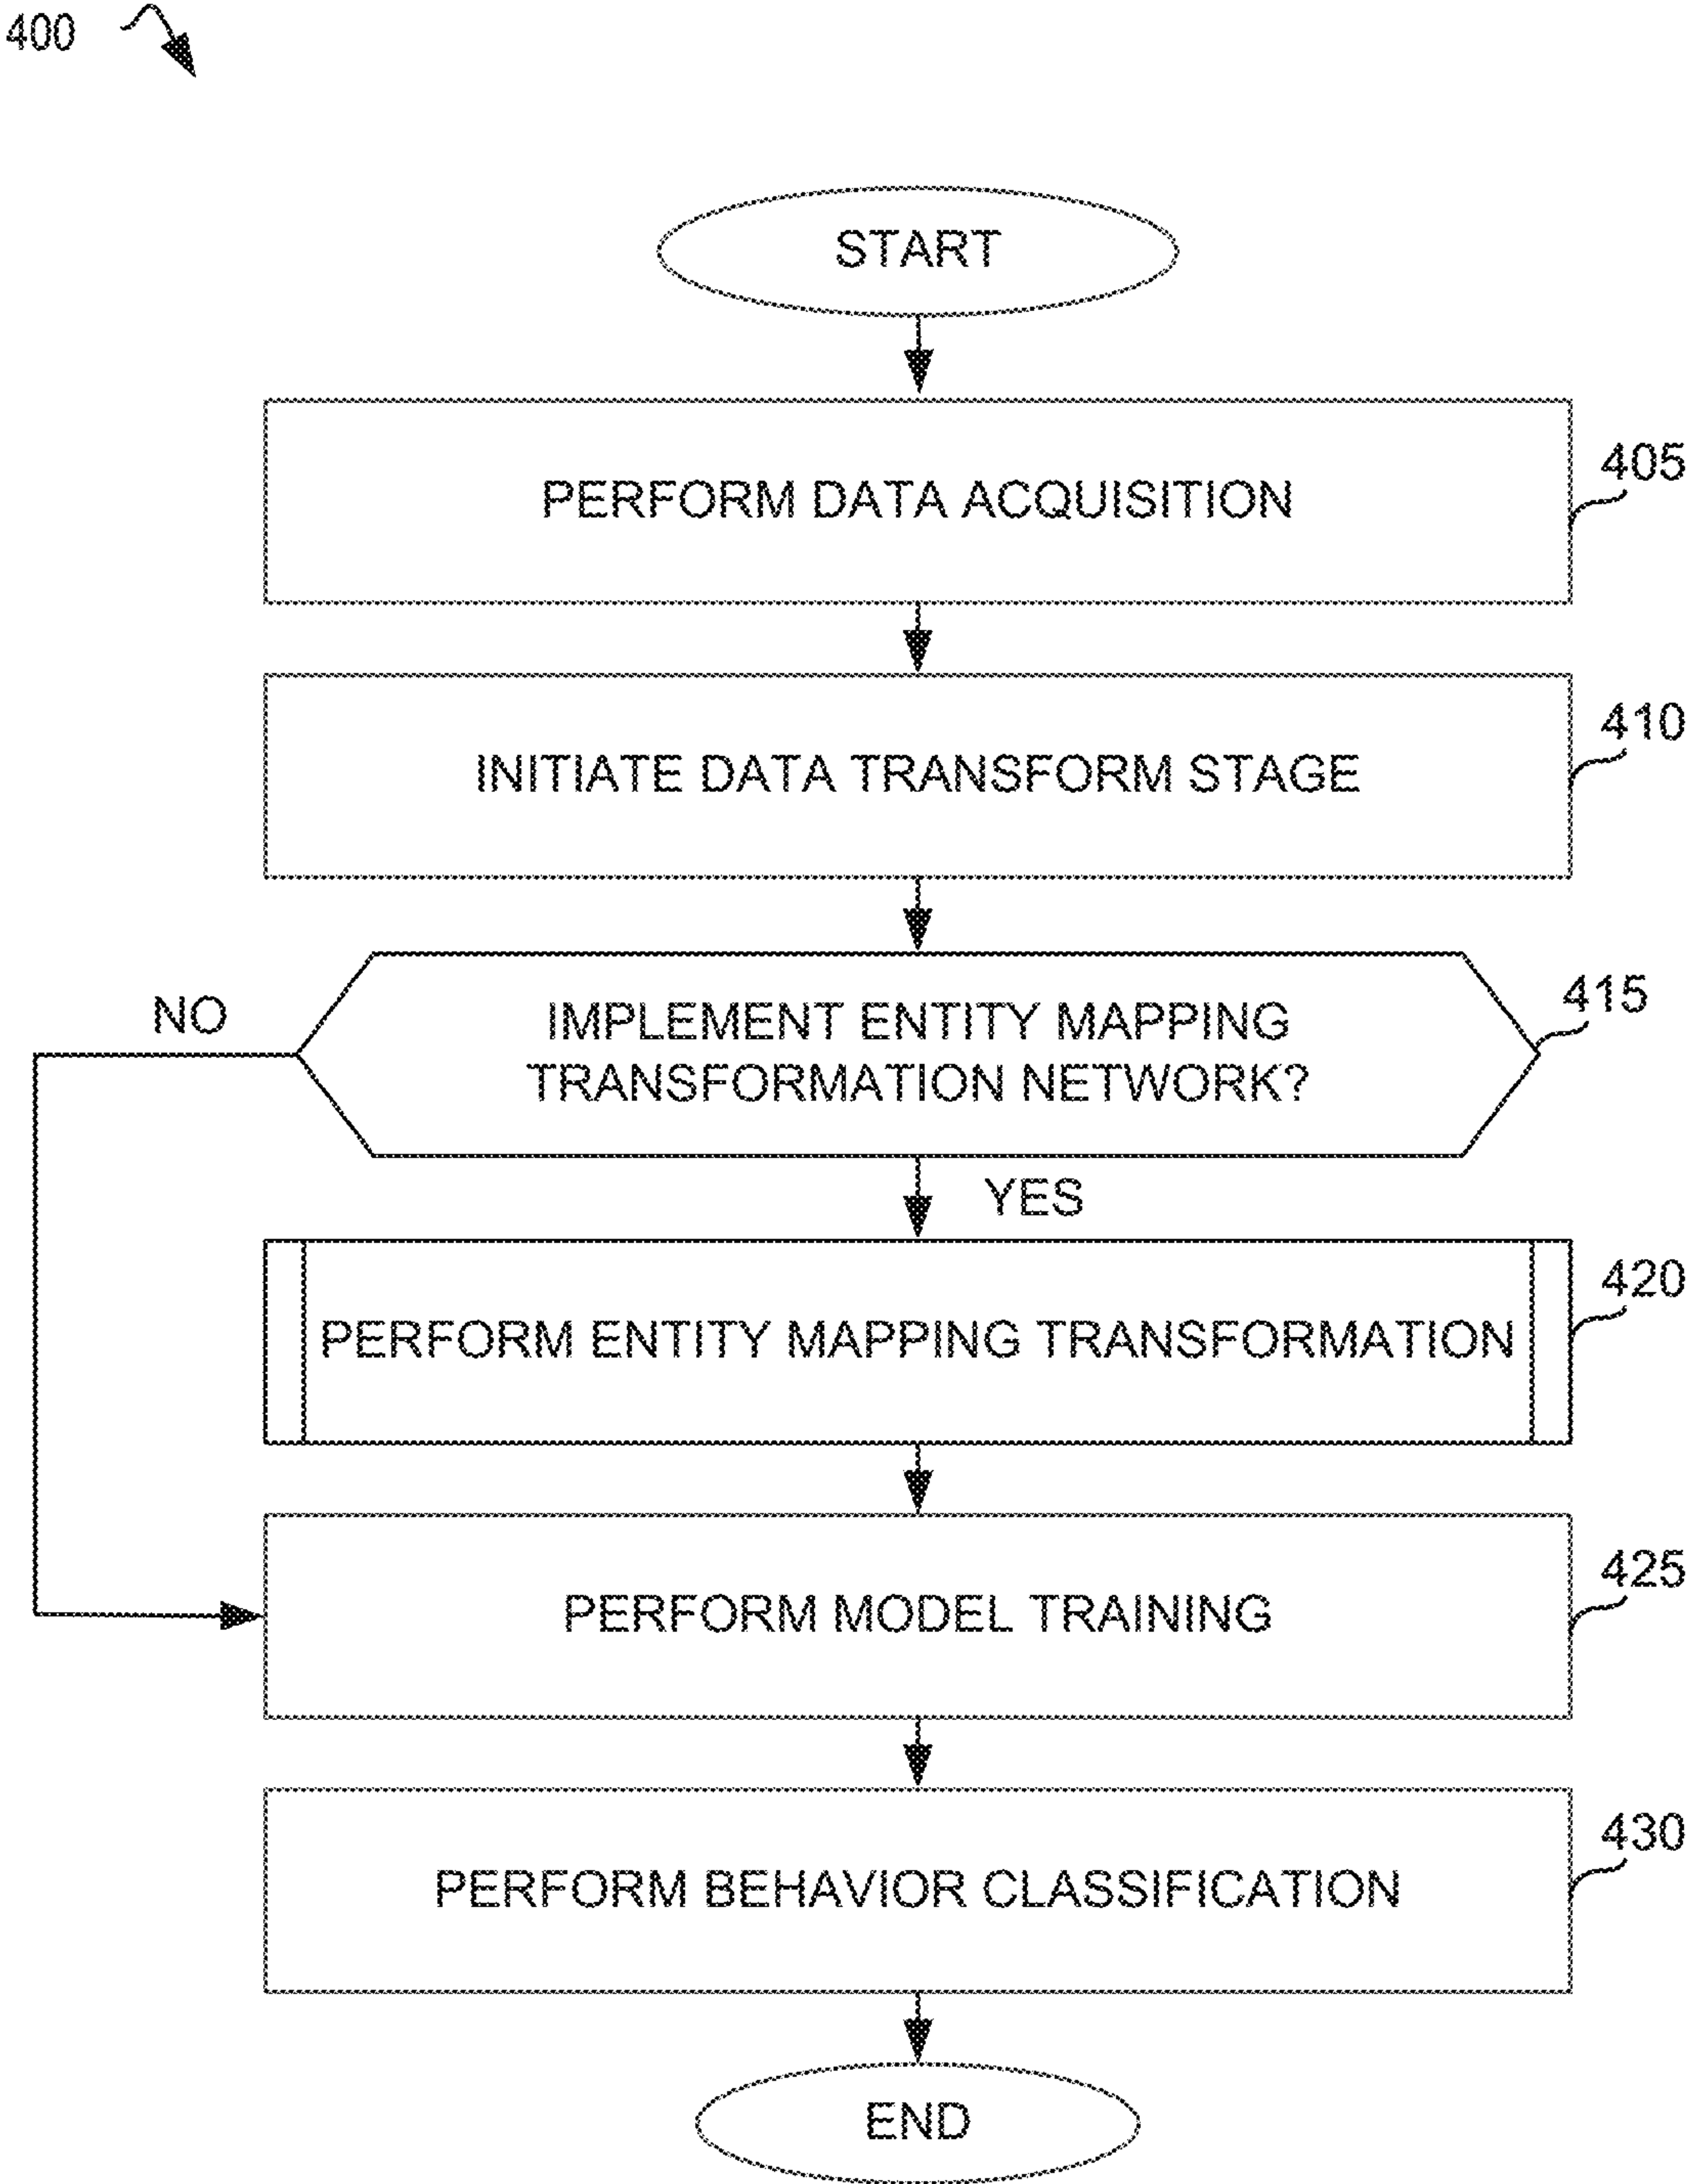 400
START
PERFORM DATA ACQUISITION
405
INITIATE DATA TRANSFORM STAGE
410
IMPLEMENT ENTITY MAPPING
TRANSFORMATION NETWORK?
415
NO
YES
PERFORM ENTITY MAPPING TRANSFORMATION
420
PERFORM MODEL TRAINING
425
PERFORM BEHAVIOR CLASSIFICATION
430
END